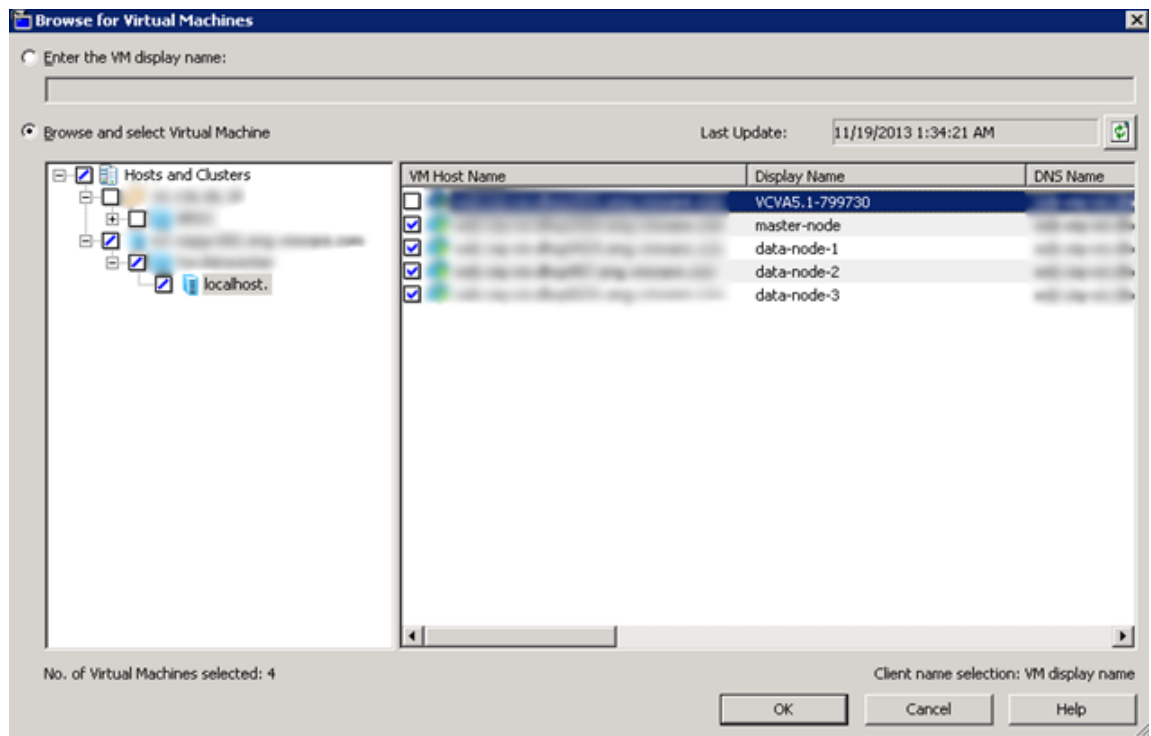 Browse for Virtual Machines
Enter the VM display name:
Browse and select Virtual Machine
Last Update: 11/19/2013 1:34:21 AM
Hosts and Clusters
localhost.
VM Host Name Display Name DNS Name
VCVA5.1-799730
master-node
data-node-1
data-node-2
data-node-3
No. of Virtual Machines selected: 4
Client name selection: VM display name
OK Cancel Help